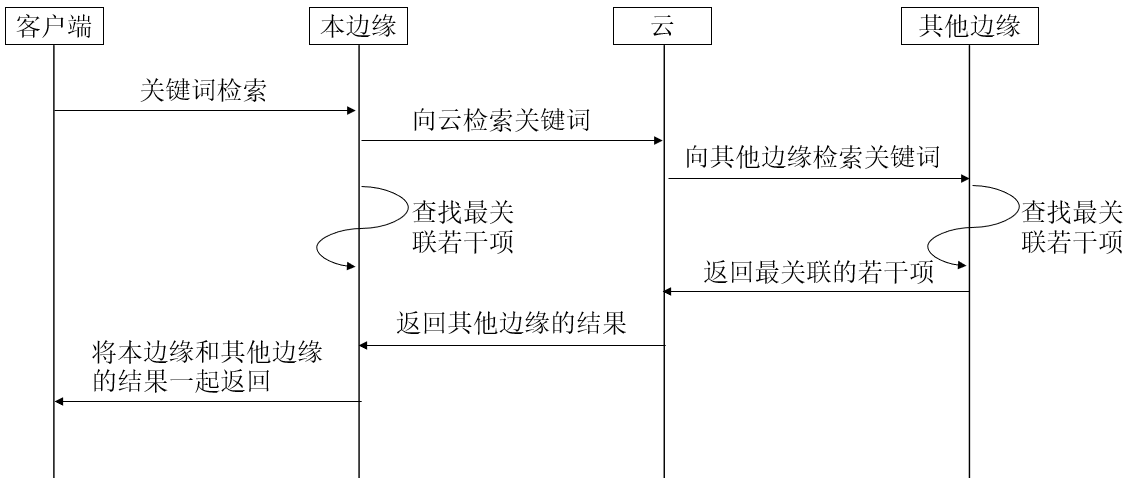 客户端
本边缘
云
其他边缘
关键词检索
向云检索关键词
向其他边缘检索关键词
查找最关
联若干项
查找最关
联若干项
返回最关联的若干项
返回其他边缘的结果
将本边缘和其他边缘
的结果一起返回